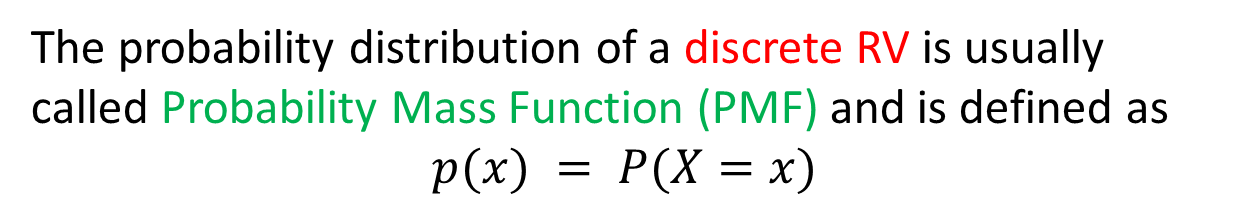 The probability distribution of a discrete RV is usually
called Probability Mass Function (PMF) and is defined as
p(x) = P(X = x)